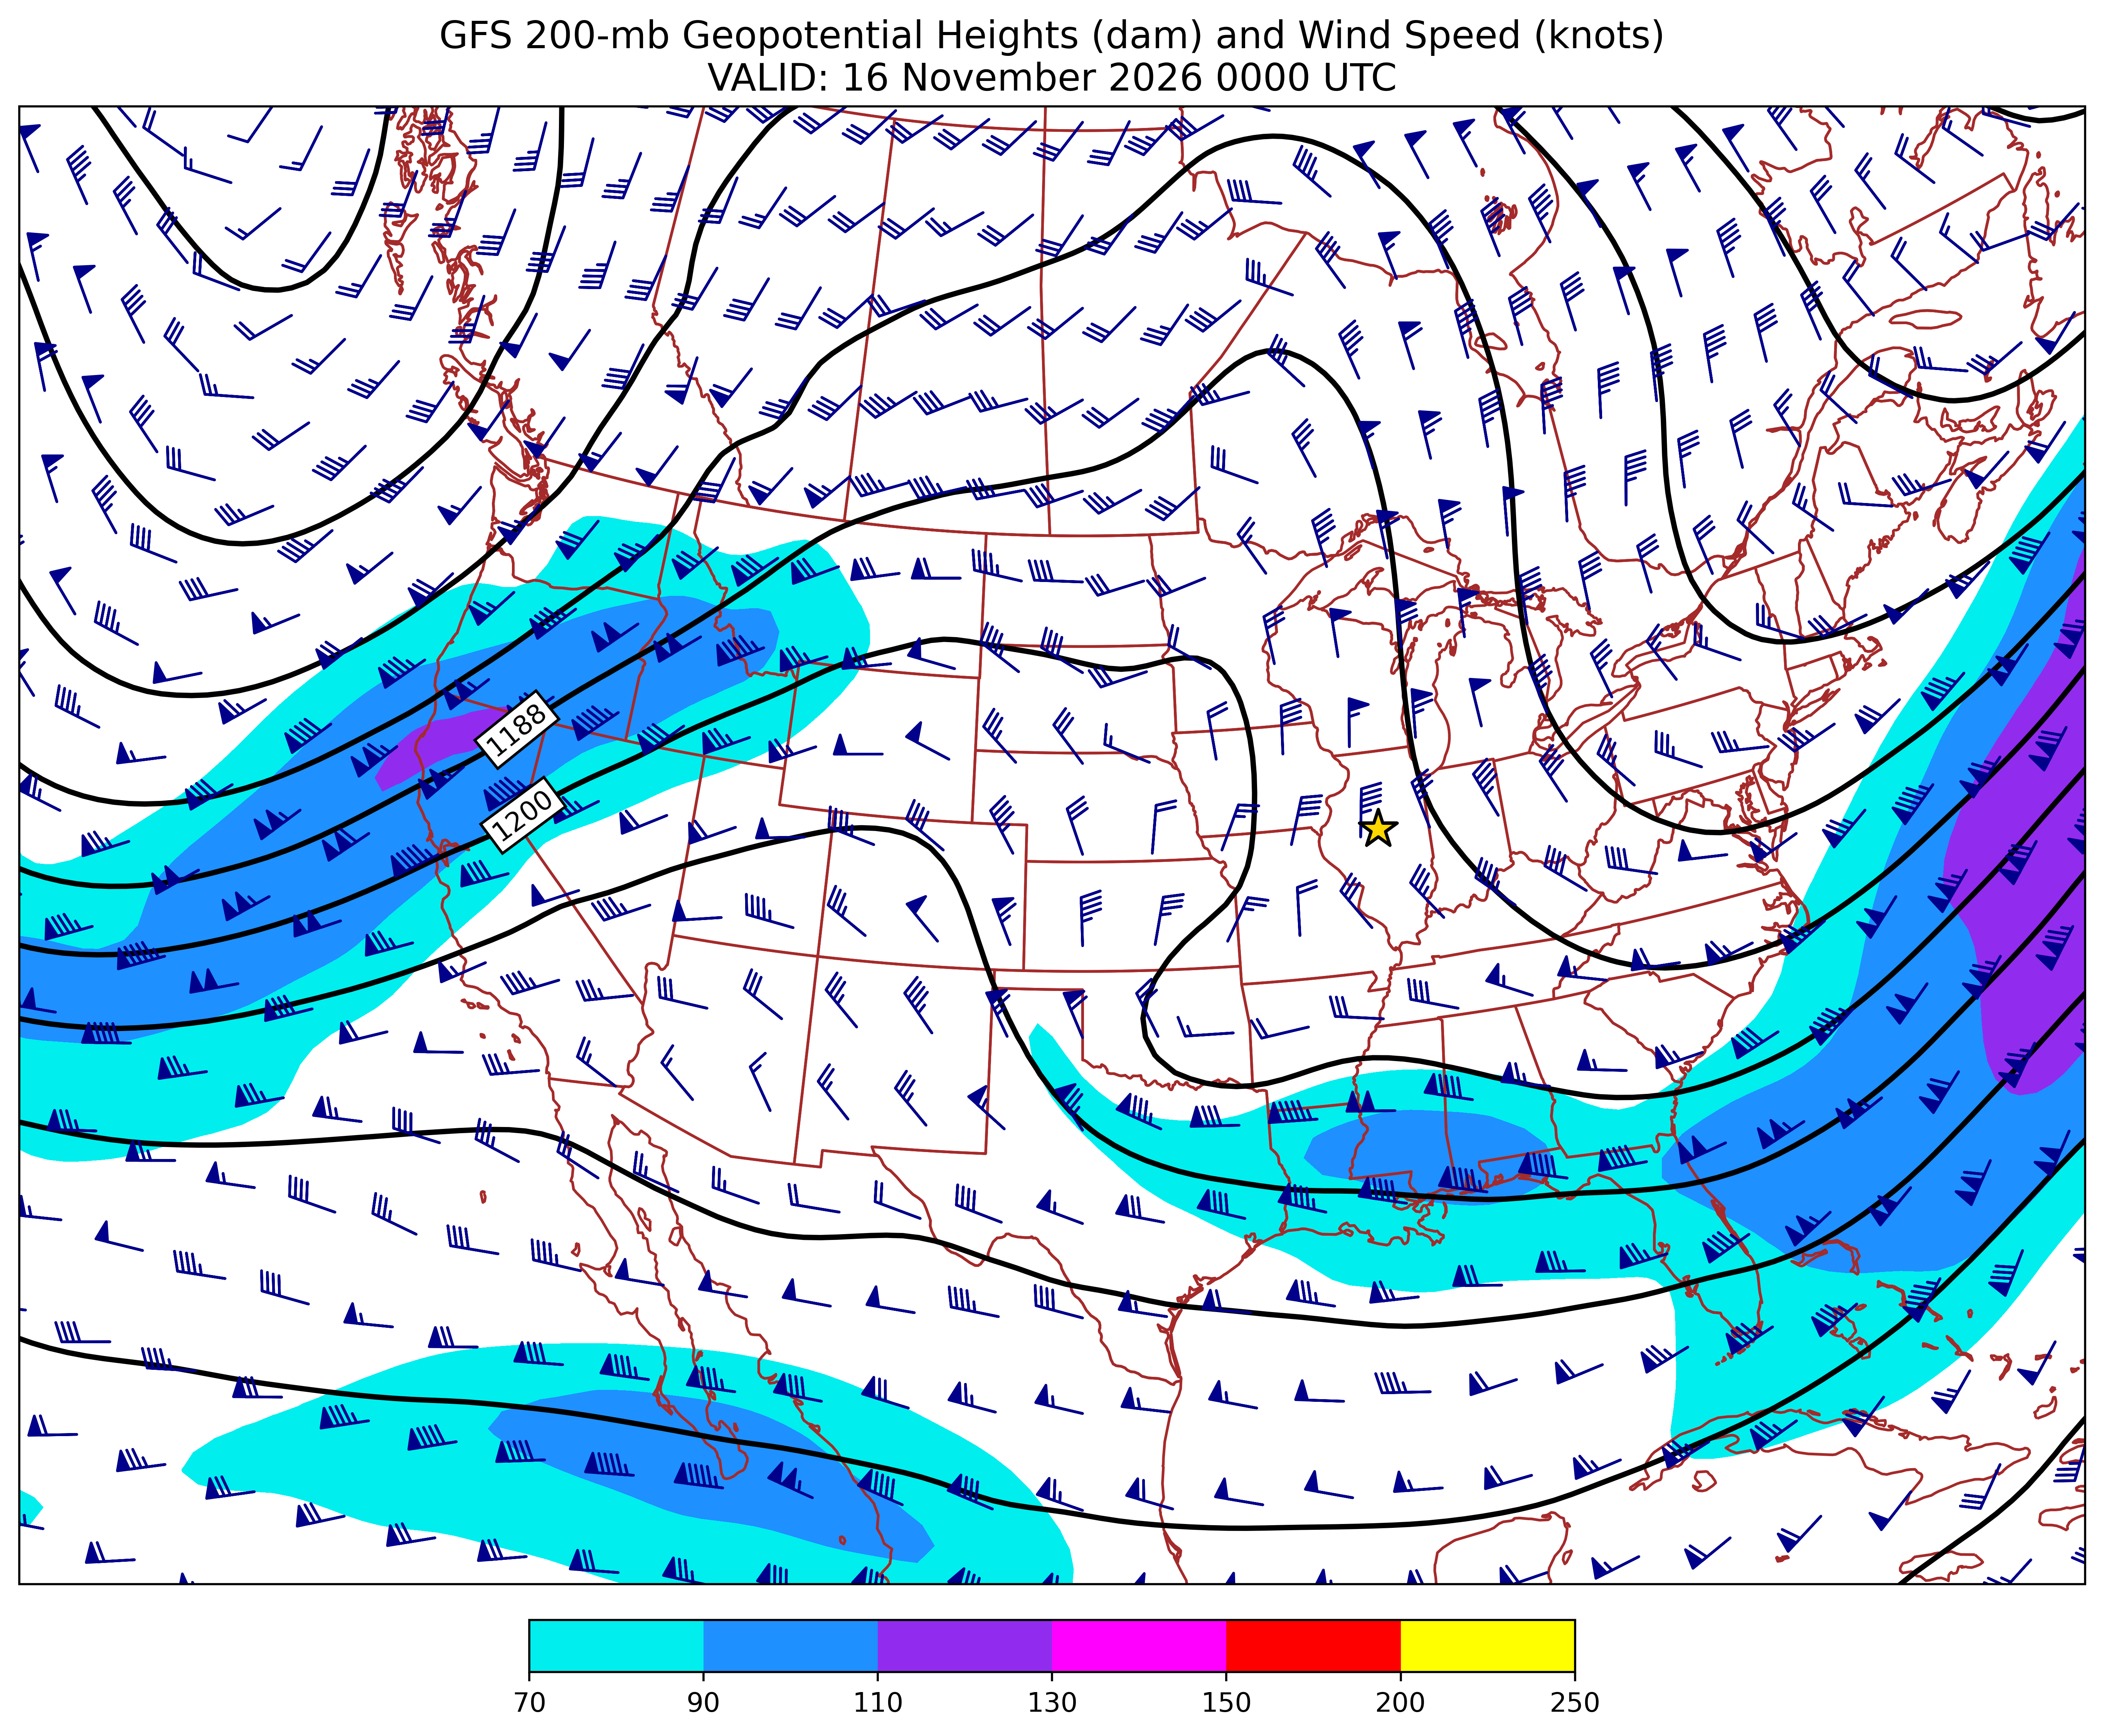 GFS 200-mb Geopotential Heights (dam) and Wind Speed (knots)
VALID: 16 November 2026 0000 UTC
1188
1200
70 90 110 130 150 200 250